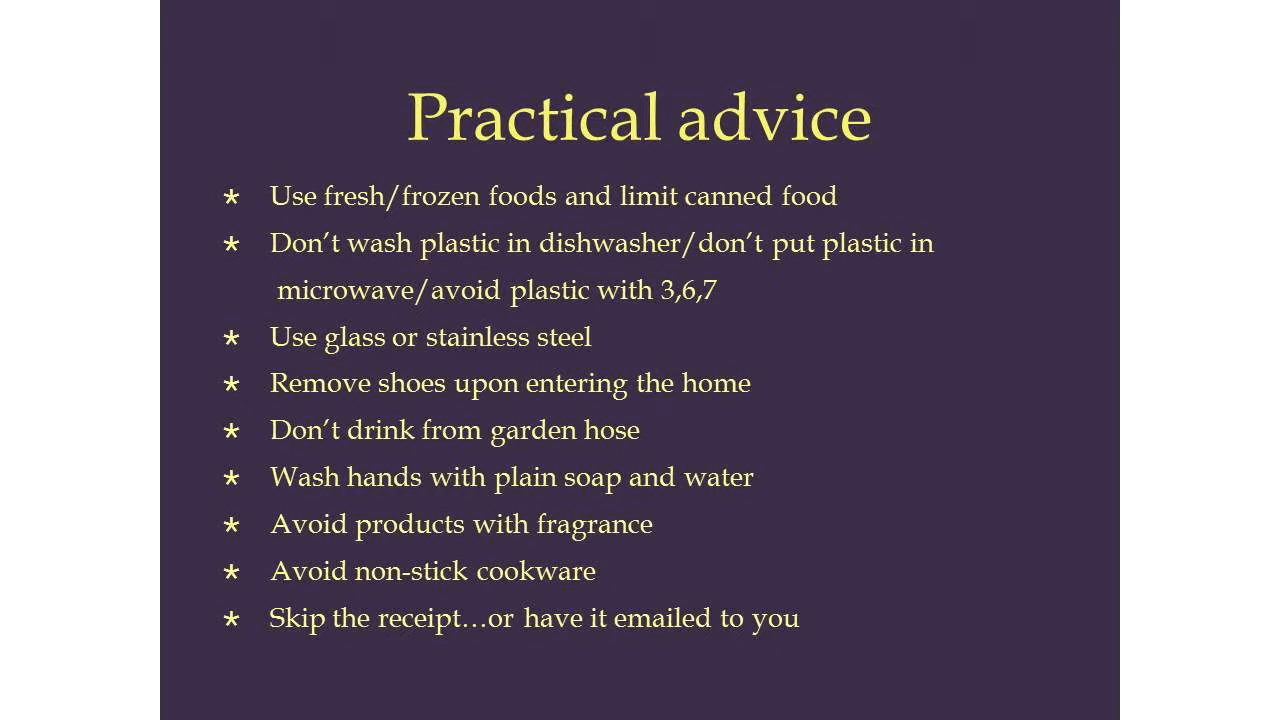 Practical advice
* Use fresh/frozen foods and limit canned food
* Don’t wash plastic in dishwasher/don’t put plastic in
microwave/avoid plastic with 3,6,7
* Use glass or stainless steel
* Remove shoes upon entering the home
* Don’t drink from garden hose
* Wash hands with plain soap and water
* Avoid products with fragrance
* Avoid non-stick cookware
* Skip the receipt…or have it emailed to you